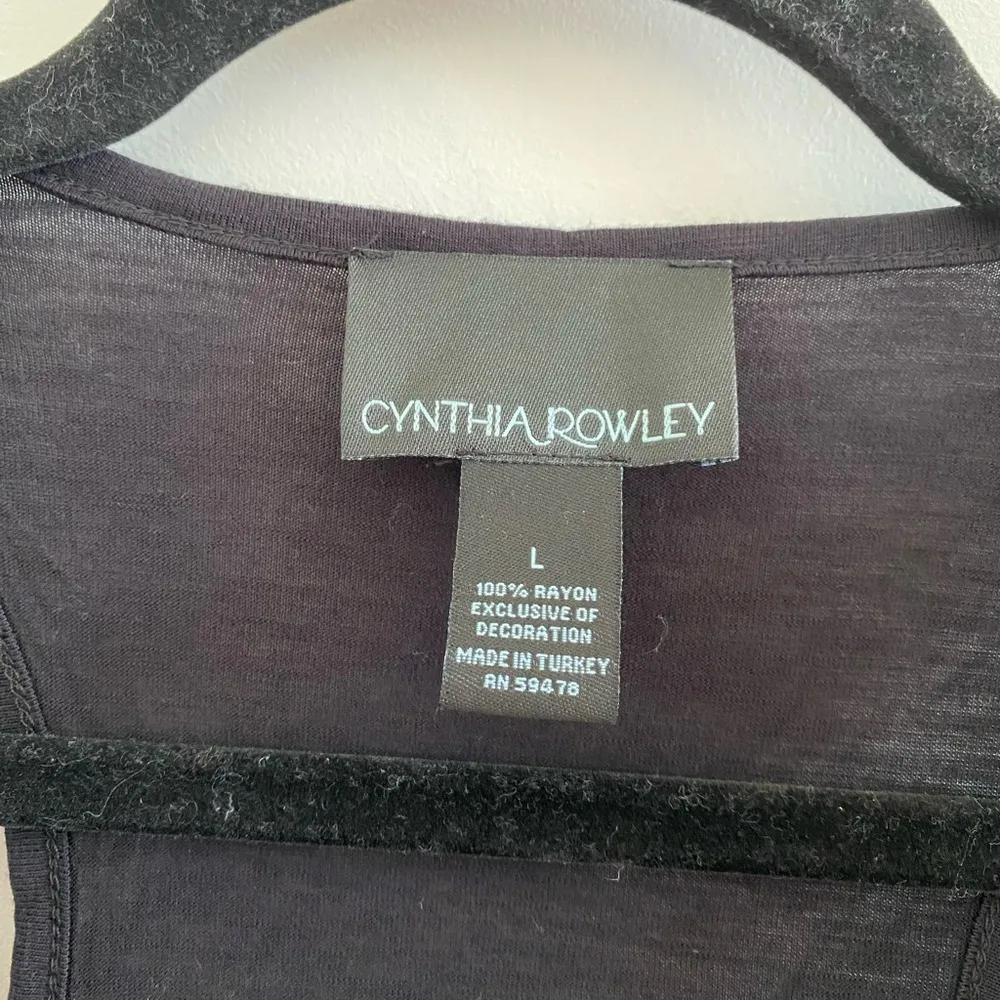 CYNTHIA ROWLEY
L
100% RAYON
EXCLUSIVE OF
DECORATION
MADE IN TURKEY
RN 59478